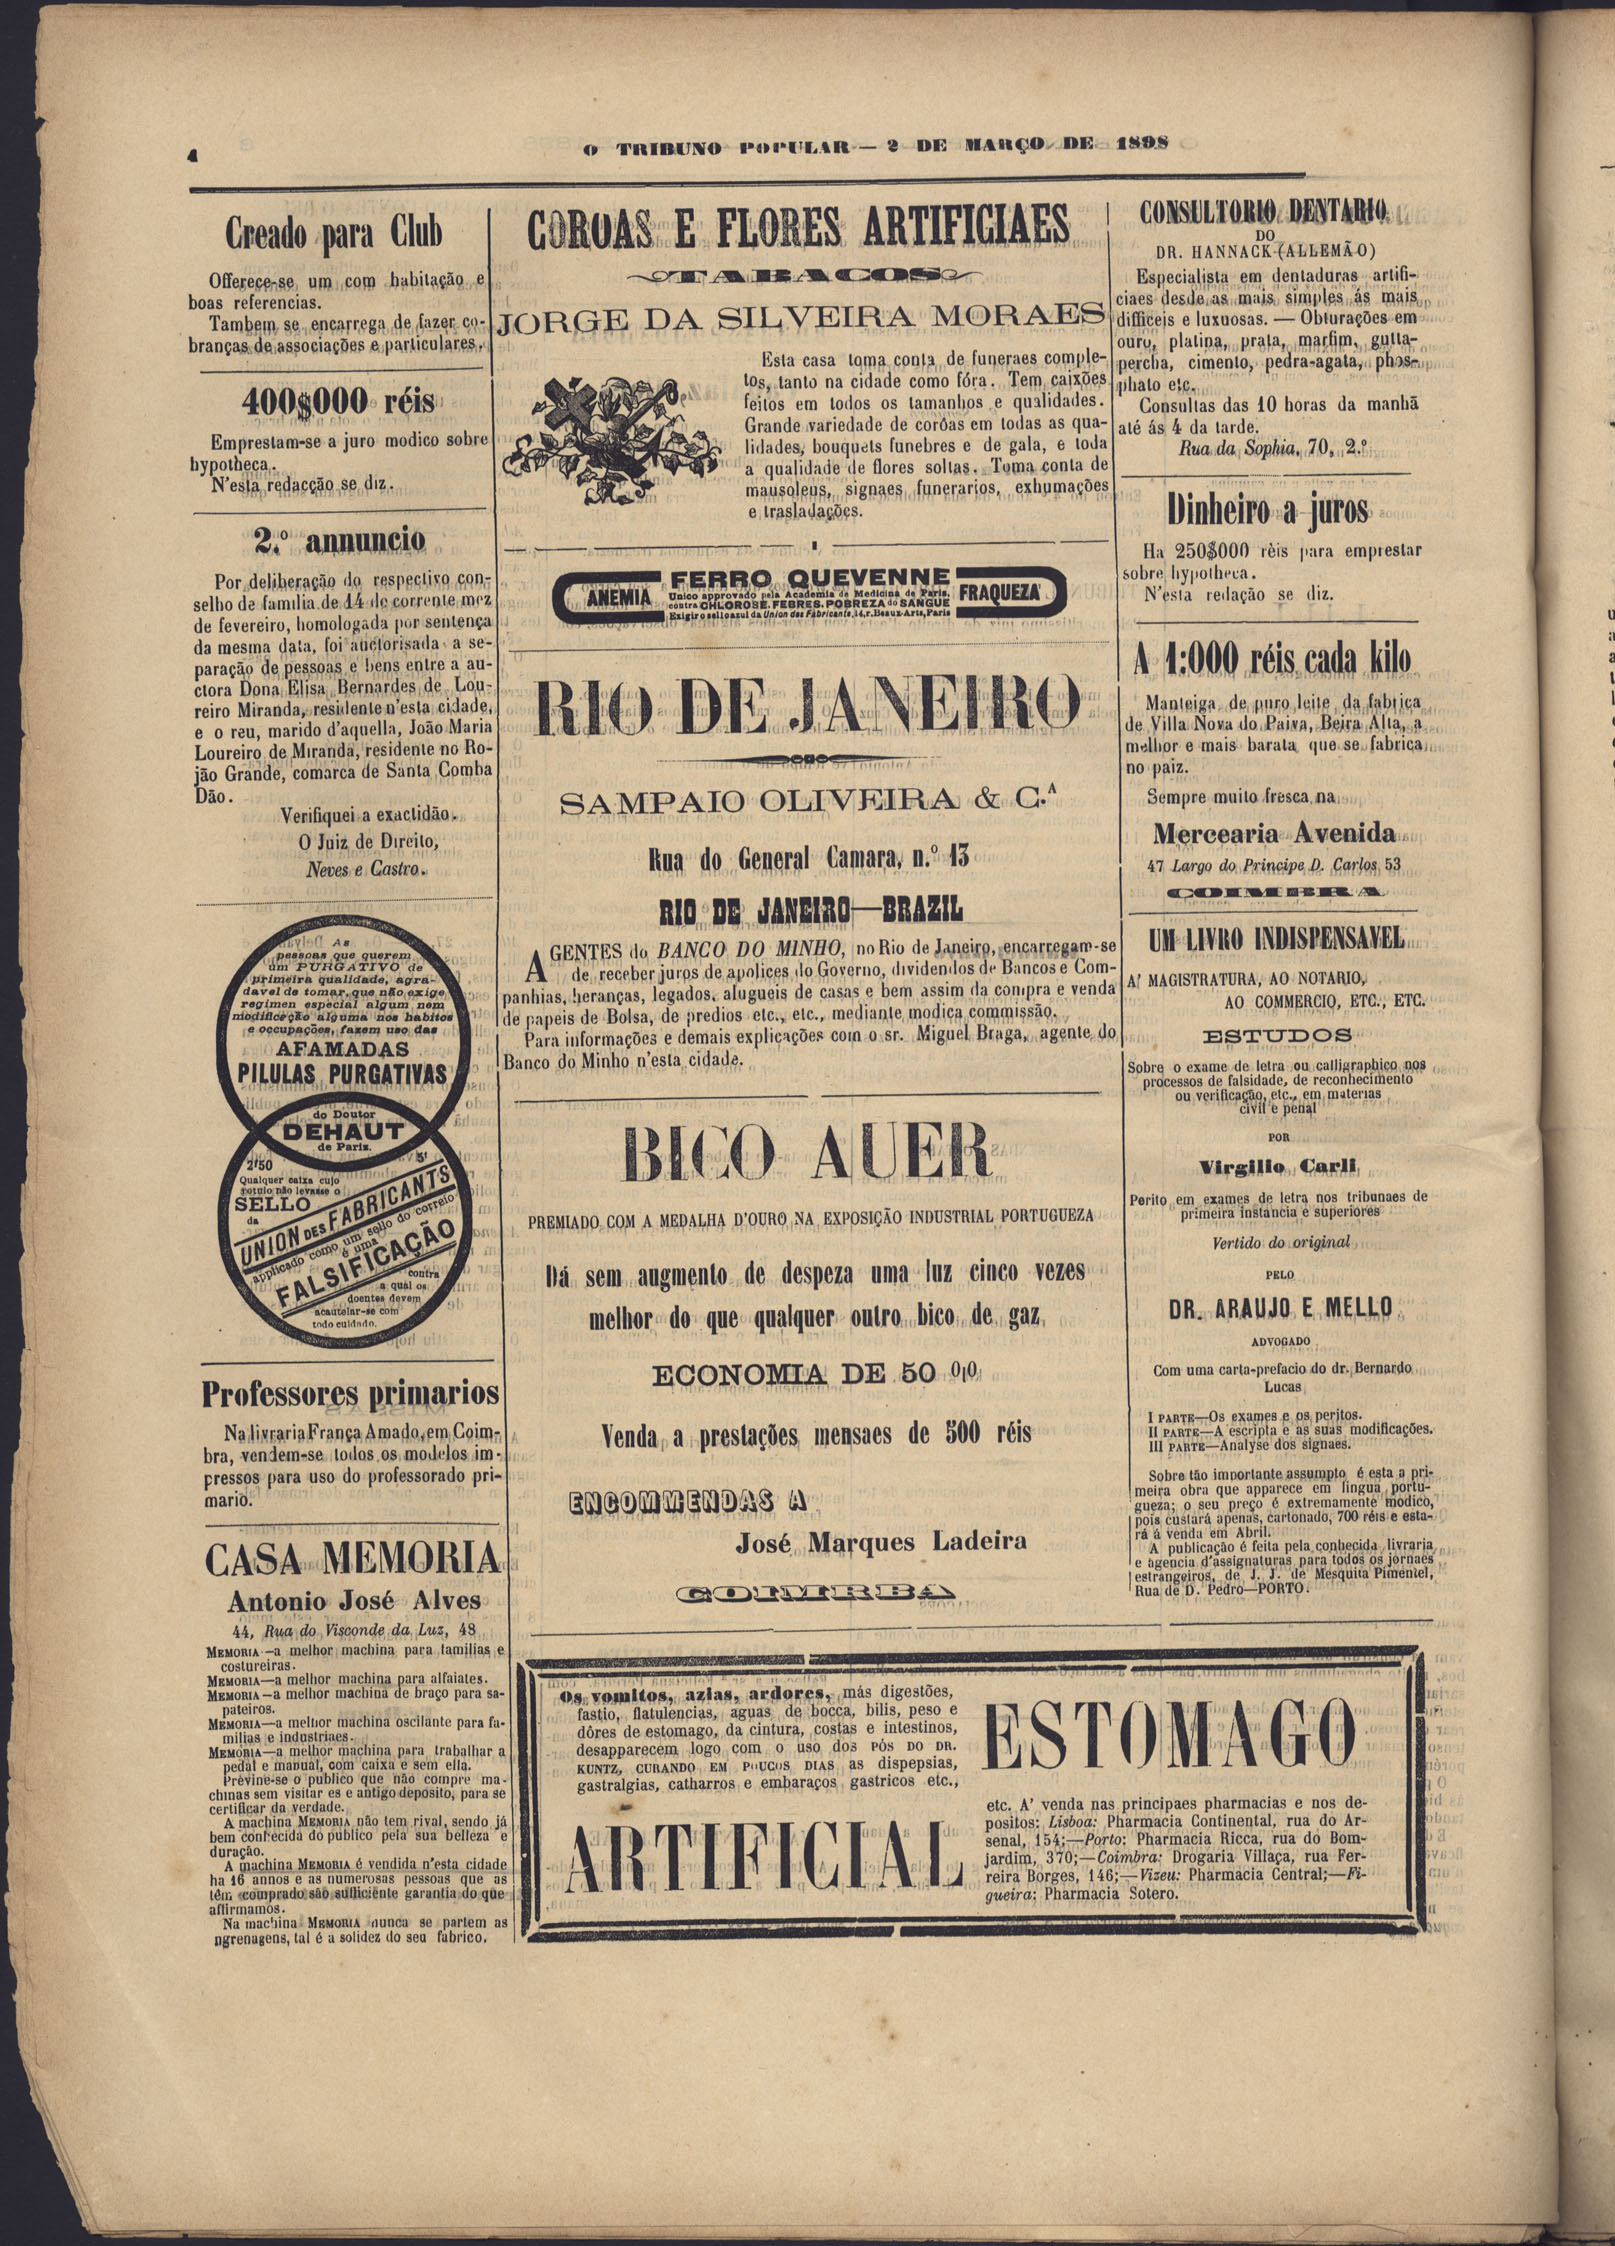 4
O TRIBUNO POPULAR — 2 DE MARÇO DE 1898
Creado para Club
Offerece-se um com habitação e
boas referencias.
Tambem se encarrega de fazer co-
branças de associações e particulares.
400$000 réis
Emprestam-se a juro modico sobre
hypotheca.
N'esta redacção se diz.
2.º annuncio
Por deliberação do respectivo con-
selho de familia de 14 de corrente mez
de fevereiro, homologada por sentença
da mesma data, foi auctorisada a se-
paração de pessoas e bens entre a au-
ctora Dona Elisa Bernardes de Lou-
reiro Miranda, residente n'esta cidade,
e o reu, marido d'aquella, João Maria
Loureiro de Miranda, residente no Ro-
jão Grande, comarca de Santa Comba
Dão.
Verifiquei a exactidão.
O Juiz de Direito,
Neves e Castro.
As
pessoas que querem
um PURGATIVO de
primeira qualidade, agra-
davel de tomar, que não exige
regimen especial algum nem
modificação alguma nos habitos
e occupações, fazem uso das
AFAMADAS
PILULAS PURGATIVAS
do Doutor
DEHAUT
de Pariz.
2f50
5f
Qualquer caixa cujo
rotulo não levasse o
SELLO
da
UNION DES FABRICANTS
applicado como um sello do correio
é uma
FALSIFICAÇÃO
contra
a qual os
doentes devem
acautelar-se com
todo cuidado.
Professores primarios
Na livraria França Amado, em Coim-
bra, vendem-se todos os modelos im-
pressos para uso do professorado pri-
mario.
CASA MEMORIA
Antonio José Alves
44, Rua do Visconde da Luz, 48
MEMORIA—a melhor machina para familias e
costureiras.
MEMORIA—a melhor machina para alfaiates.
MEMORIA—a melhor machina de braço para sa-
pateiros.
MEMORIA—a melhor machina oscilante para fa-
milias e industriaes.
MEMORIA—a melhor machina para trabalhar a
pedal e manual, com caixa e sem ella.
Previne-se o publico que não compre ma-
chinas sem visitar es e antigo deposito, para se
certificar da verdade.
A machina MEMORIA não tem rival, sendo já
bem conhecida do publico pela sua belleza e
duração.
A machina MEMORIA é vendida n'esta cidade
ha 16 annos e as numerosas pessoas que as
têm comprado são sufficiente garantia do que
affirmamos.
Na machina MEMORIA nunca se partem as
ngrenagens, tal é a solidez do seu fabrico.
COROAS E FLORES ARTIFICIAES
TABACOS
JORGE DA SILVEIRA MORAES
Esta casa toma conta de funeraes comple-
tos, tanto na cidade como fóra. Tem caixões
feitos em todos os tamanhos e qualidades.
Grande variedade de corôas em todas as qua-
lidades, bouquets funebres e de gala, e toda
a qualidade de flores soltas. Toma conta de
mausoleus, signaes funerarios, exhumações
e trasladações.
ANEMIA
FERRO QUEVENNE
Unico approvado pela Academia de Medicina de Paris,
contra CHLOROSE, FEBRES, POBREZA do SANGUE
Exigir o sello azul da Union des Fabricants, 14, r. Beaux-Arts, Paris
FRAQUEZA
RIO DE JANEIRO
SAMPAIO OLIVEIRA & C.A
Rua do General Camara, n.º 13
RIO DE JANEIRO—BRAZIL
AGENTES do BANCO DO MINHO, no Rio de Janeiro, encarregam-se
de receber juros de apolices do Governo, dividendos de Bancos e Com-
panhias, heranças, legados, alugueis de casas e bem assim da compra e venda
de papeis de Bolsa, de predios etc., etc., mediante modica commissão.
Para informações e demais explicações com o sr. Miguel Braga, agente do
Banco do Minho n'esta cidade.
BICO AUER
PREMIADO COM A MEDALHA D'OURO NA EXPOSIÇÃO INDUSTRIAL PORTUGUEZA
Dá sem augmento de despeza uma luz cinco vezes
melhor do que qualquer outro bico de gaz
ECONOMIA DE 50 0|0
Venda a prestações mensaes de 500 réis
ENCOMMENDAS A
José Marques Ladeira
COIMRBA
CONSULTORIO DENTARIO
DO
DR. HANNACK (ALLEMÃO)
Especialista em dentaduras artifi-
ciaes desde as mais simples ás mais
difficeis e luxuosas. — Obturações em
ouro, platina, prata, marfim, gutta-
percha, cimento, pedra-agata, phos-
phato etc.
Consultas das 10 horas da manhã
até ás 4 da tarde.
Rua da Sophia, 70, 2.º
Dinheiro a juros
Ha 250$000 réis para emprestar
sobre hypotheca.
N'esta redação se diz.
A 1:000 réis cada kilo
Manteiga de puro leite da fabrica
de Villa Nova do Paiva, Beira Alta, a
melhor e mais barata que se fabrica
no paiz.
Sempre muito fresca na
Mercearia Avenida
47 Largo do Principe D. Carlos 53
COIMBRA
UM LIVRO INDISPENSAVEL
A' MAGISTRATURA, AO NOTARIO,
AO COMMERCIO, ETC., ETC.
ESTUDOS
Sobre o exame de letra ou calligraphico nos
processos de falsidade, de reconhecimento
ou verificação, etc., em materias
civil e penal
POR
Virgilio Carli
Perito em exames de letra nos tribunaes de
primeira instancia e superiores
Vertido do original
PELO
DR. ARAUJO E MELLO
ADVOGADO
Com uma carta-prefacio do dr. Bernardo
Lucas
I PARTE—Os exames e os peritos.
II PARTE—A escripta e as suas modificações.
III PARTE—Analyse dos signaes.
Sobre tão importante assumpto é esta a pri-
meira obra que apparece em lingua portu-
gueza; o seu preço é extremamente modico,
pois custará apenas, cartonado, 700 réis e esta-
rá á venda em Abril.
A publicação é feita pela conhecida livraria
e agencia d'assignaturas para todos os jornaes
estrangeiros, de J. J. de Mesquita Pimentel,
Rua de D. Pedro—PORTO.
Os vomitos, azias, ardores, más digestões,
fastio, flatulencias, aguas de bocca, bilis, peso e
dôres de estomago, da cintura, costas e intestinos,
desapparecem logo com o uso dos PÓS DO DR.
KUNTZ, CURANDO EM POUCOS DIAS as dispepsias,
gastralgias, catharros e embaraços gastricos etc.,
ESTOMAGO
ARTIFICIAL
etc. A' venda nas principaes pharmacias e nos de-
positos: Lisboa: Pharmacia Continental, rua do Ar-
senal, 154;—Porto: Pharmacia Ricca, rua do Bom-
jardim, 370;—Coimbra: Drogaria Villaça, rua Fer-
reira Borges, 146;—Vizeu: Pharmacia Central;—Fi-
gueira: Pharmacia Sotero.